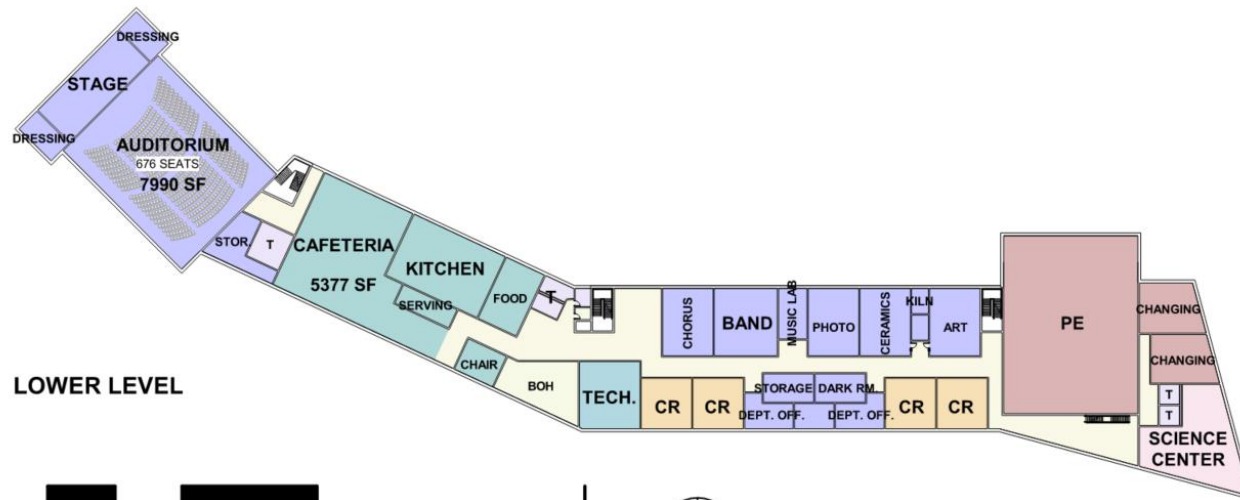 DRESSING
STAGE
DRESSING
AUDITORIUM
676 SEATS
7990 SF
STOR.
T
CAFETERIA
5377 SF
KITCHEN
SERVING
FOOD
T
CHAIR
BOH
TECH.
CHORUS
BAND
MUSIC LAB
PHOTO
CERAMICS
KILN
ART
PE
CHANGING
CHANGING
CR
CR
STORAGE
DARK RM.
DEPT. OFF.
DEPT. OFF.
CR
CR
T
T
SCIENCE
CENTER
LOWER LEVEL